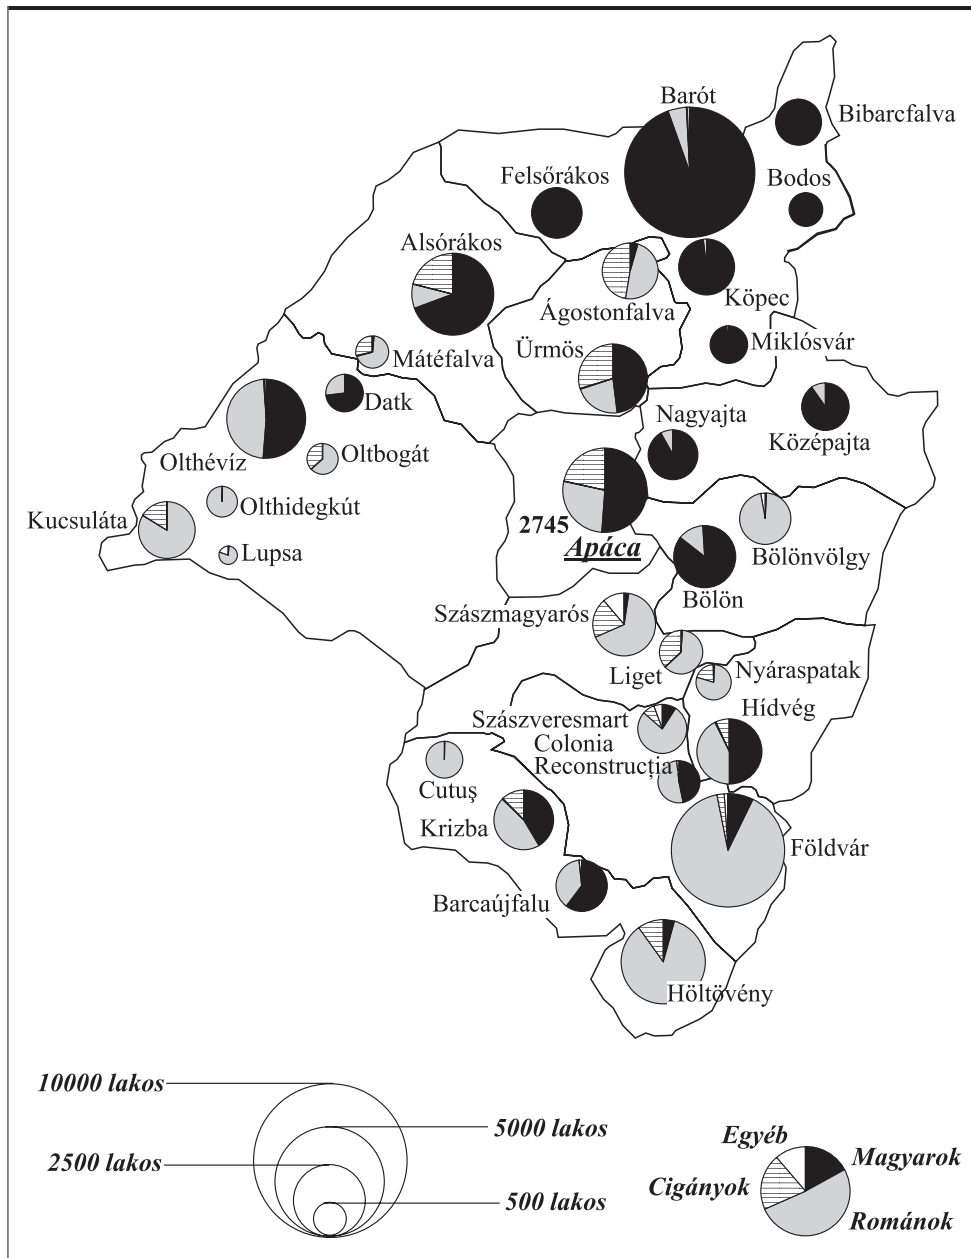 Barót
Bibarcfalva
Felsőrákos
Bodos
Alsórákos
Köpec
Ágostonfalva
Miklósvár
Ürmös
Mátéfalva
Datk
Nagyajta
Középajta
Olthévíz
Oltbogát
Olthidegkút
Kucsuláta
2745
Apáca
Lupsa
Bölönvölgy
Bölön
Szászmagyarós
Liget
Nyáraspatak
Hídvég
Szászveresmart
Colonia
Reconstrucția
Cutuş
Krizba
Földvár
Barcaújfalu
Höltövény
10000 lakos
5000 lakos
2500 lakos
500 lakos
Egyéb
Magyarok
Cigányok
Románok